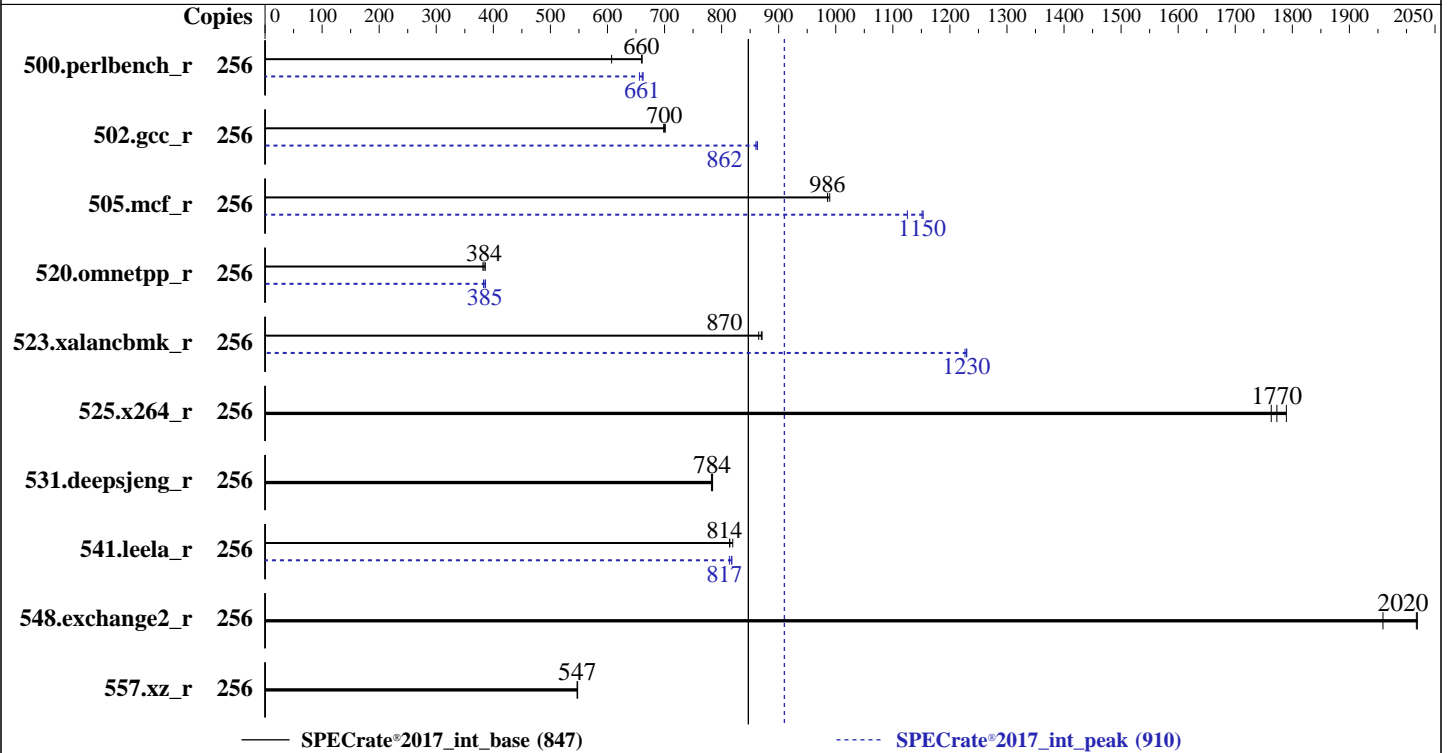 Copies 0 100 200 300 400 500 600 700 800 900 1000 1100 1200 1300 1400 1500 1600 1700 1800 1900 2050
660
500.perlbench_r 256
661
700
502.gcc_r 256
862
986
505.mcf_r 256
1150
384
520.omnetpp_r 256
385
870
523.xalancbmk_r 256
1230
1770
525.x264_r 256
784
531.deepsjeng_r 256
814
541.leela_r 256
817
2020
548.exchange2_r 256
547
557.xz_r 256
SPECrate®2017_int_base (847) SPECrate®2017_int_peak (910)